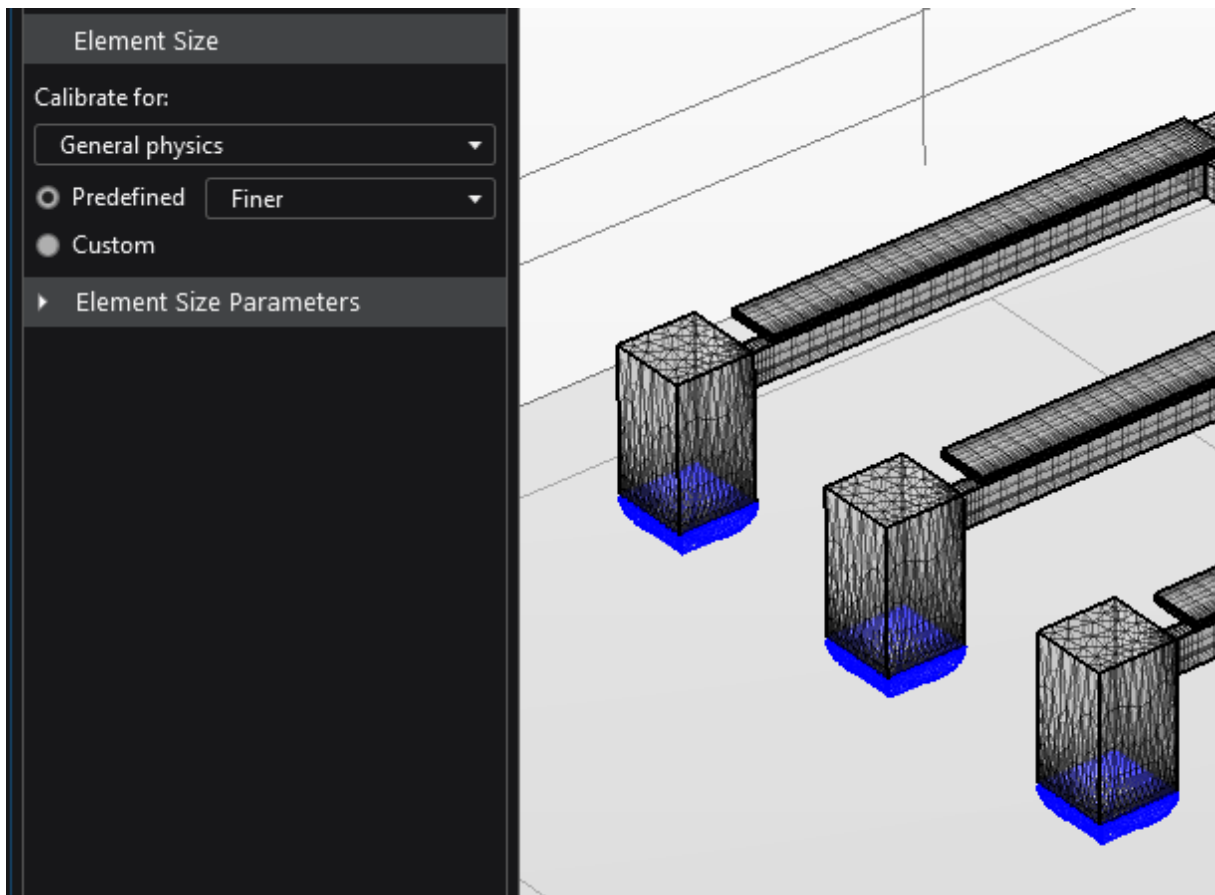 Element Size
Calibrate for:
General physics
Predefined Finer
Custom
Element Size Parameters